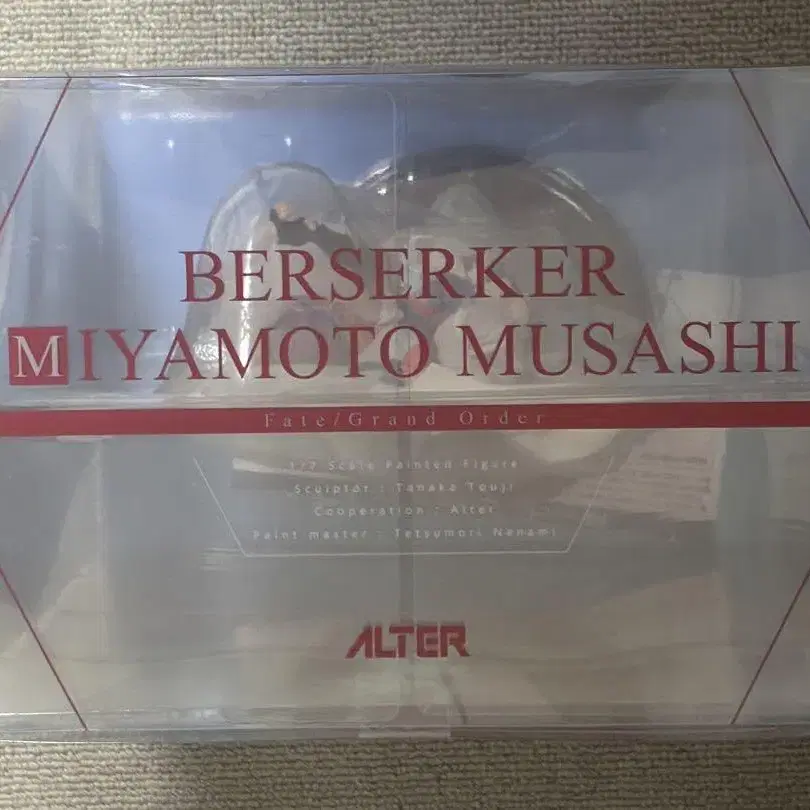 BERSERKER
MIYAMOTO MUSASHI
Fate/Grand Order
1/7 Scale Painted Figure
Sculptor : Tanaka Touji
Cooperation : Alter
Paint master : Tetsumori Nanami
ALTER